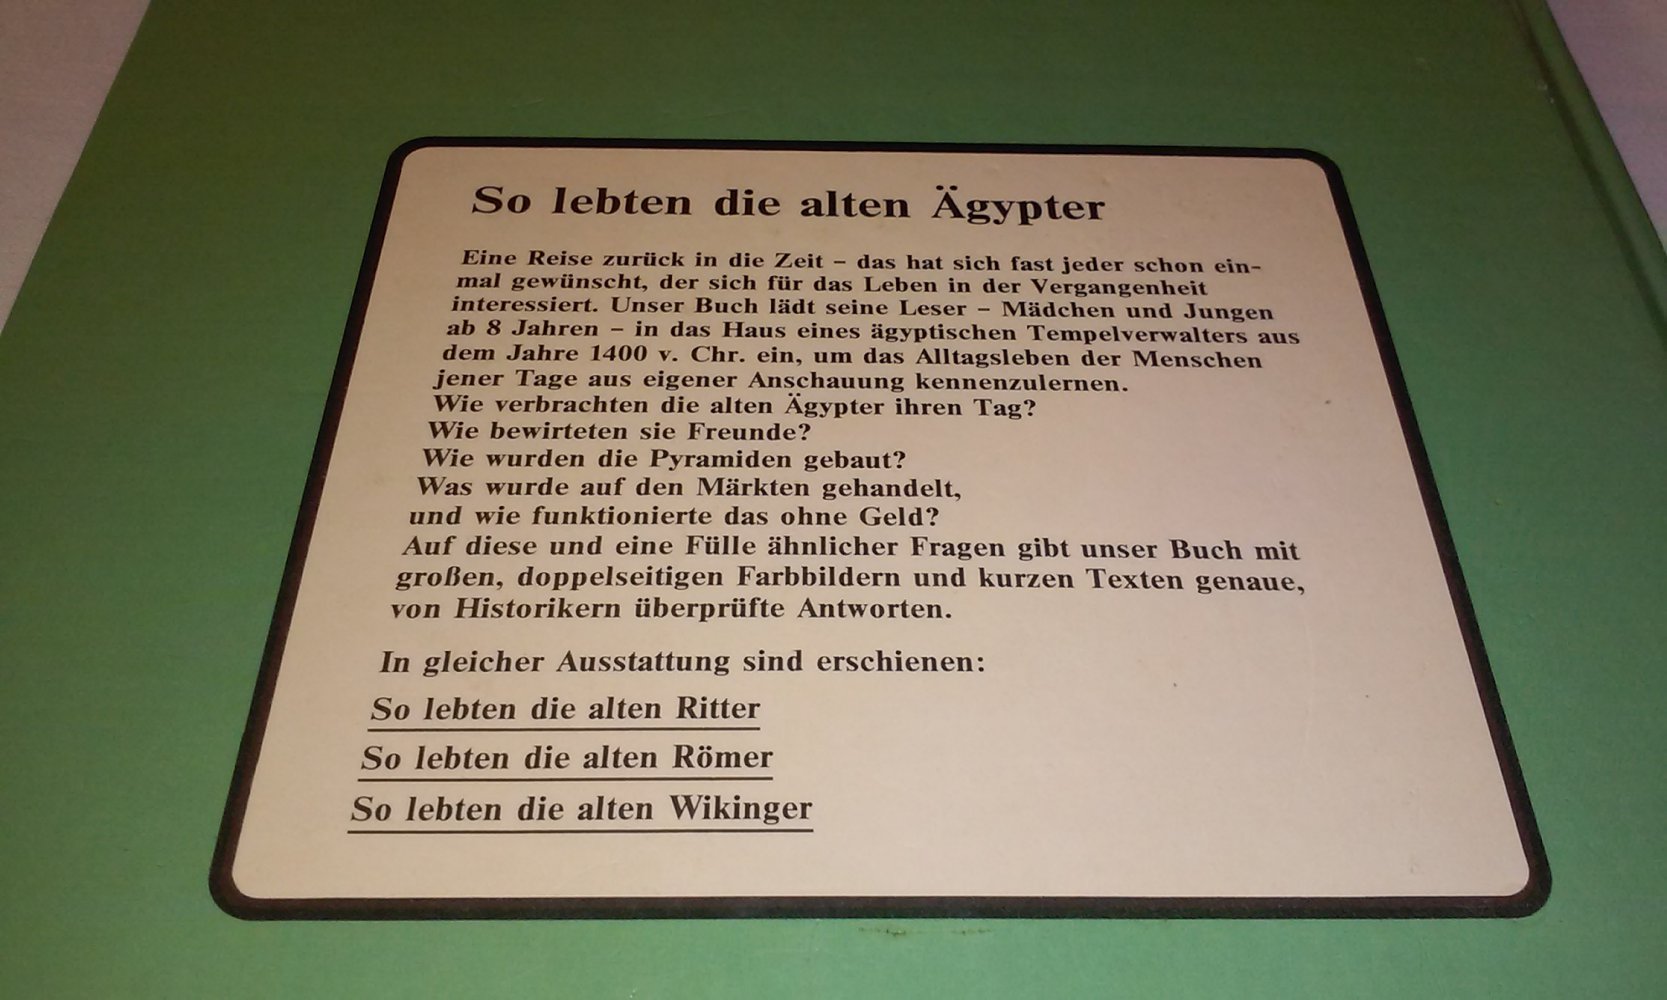 So lebten die alten Ägypter
Eine Reise zurück in die Zeit – das hat sich fast jeder schon ein-
mal gewünscht, der sich für das Leben in der Vergangenheit
interessiert. Unser Buch lädt seine Leser – Mädchen und Jungen
ab 8 Jahren – in das Haus eines ägyptischen Tempelverwalters aus
dem Jahre 1400 v. Chr. ein, um das Alltagsleben der Menschen
jener Tage aus eigener Anschauung kennenzulernen.
Wie verbrachten die alten Ägypter ihren Tag?
Wie bewirteten sie Freunde?
Wie wurden die Pyramiden gebaut?
Was wurde auf den Märkten gehandelt,
und wie funktionierte das ohne Geld?
Auf diese und eine Fülle ähnlicher Fragen gibt unser Buch mit
großen, doppelseitigen Farbbildern und kurzen Texten genaue,
von Historikern überprüfte Antworten.
In gleicher Ausstattung sind erschienen:
So lebten die alten Ritter
So lebten die alten Römer
So lebten die alten Wikinger